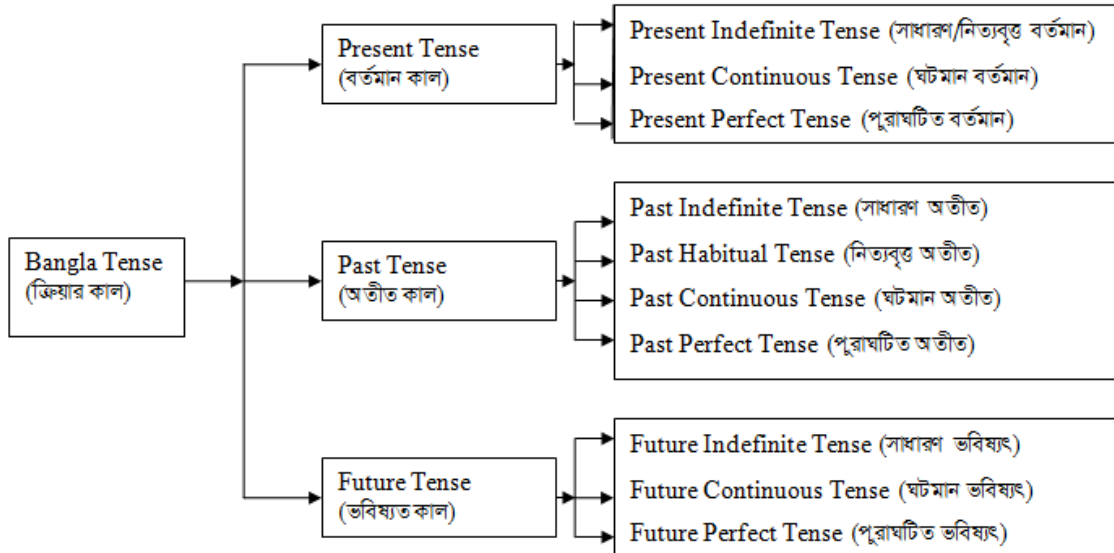 Bangla Tense
(ক্রিয়ার কাল)
Present Tense
(বর্তমান কাল)
Present Indefinite Tense (সাধারণ/নিত্যবৃত্ত বর্তমান)
Present Continuous Tense (ঘটমান বর্তমান)
Present Perfect Tense (পুরাঘটিত বর্তমান)
Past Tense
(অতীত কাল)
Past Indefinite Tense (সাধারণ অতীত)
Past Habitual Tense (নিত্যবৃত্ত অতীত)
Past Continuous Tense (ঘটমান অতীত)
Past Perfect Tense (পুরাঘটিত অতীত)
Future Tense
(ভবিষ্যত কাল)
Future Indefinite Tense (সাধারণ ভবিষ্যৎ)
Future Continuous Tense (ঘটমান ভবিষ্যৎ)
Future Perfect Tense (পুরাঘটিত ভবিষ্যৎ)